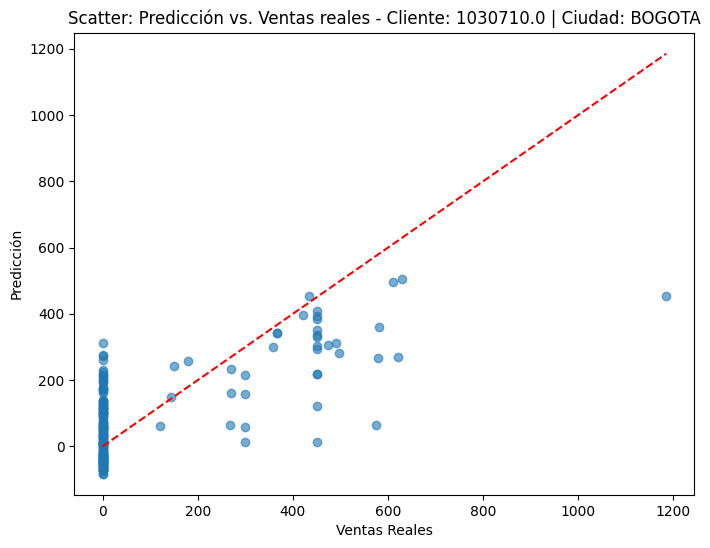 Scatter: Predicción vs. Ventas reales - Cliente: 1030710.0 | Ciudad: BOGOTA
1200
1000
800
600
400
200
0
Predicción
0 200 400 600 800 1000 1200
Ventas Reales